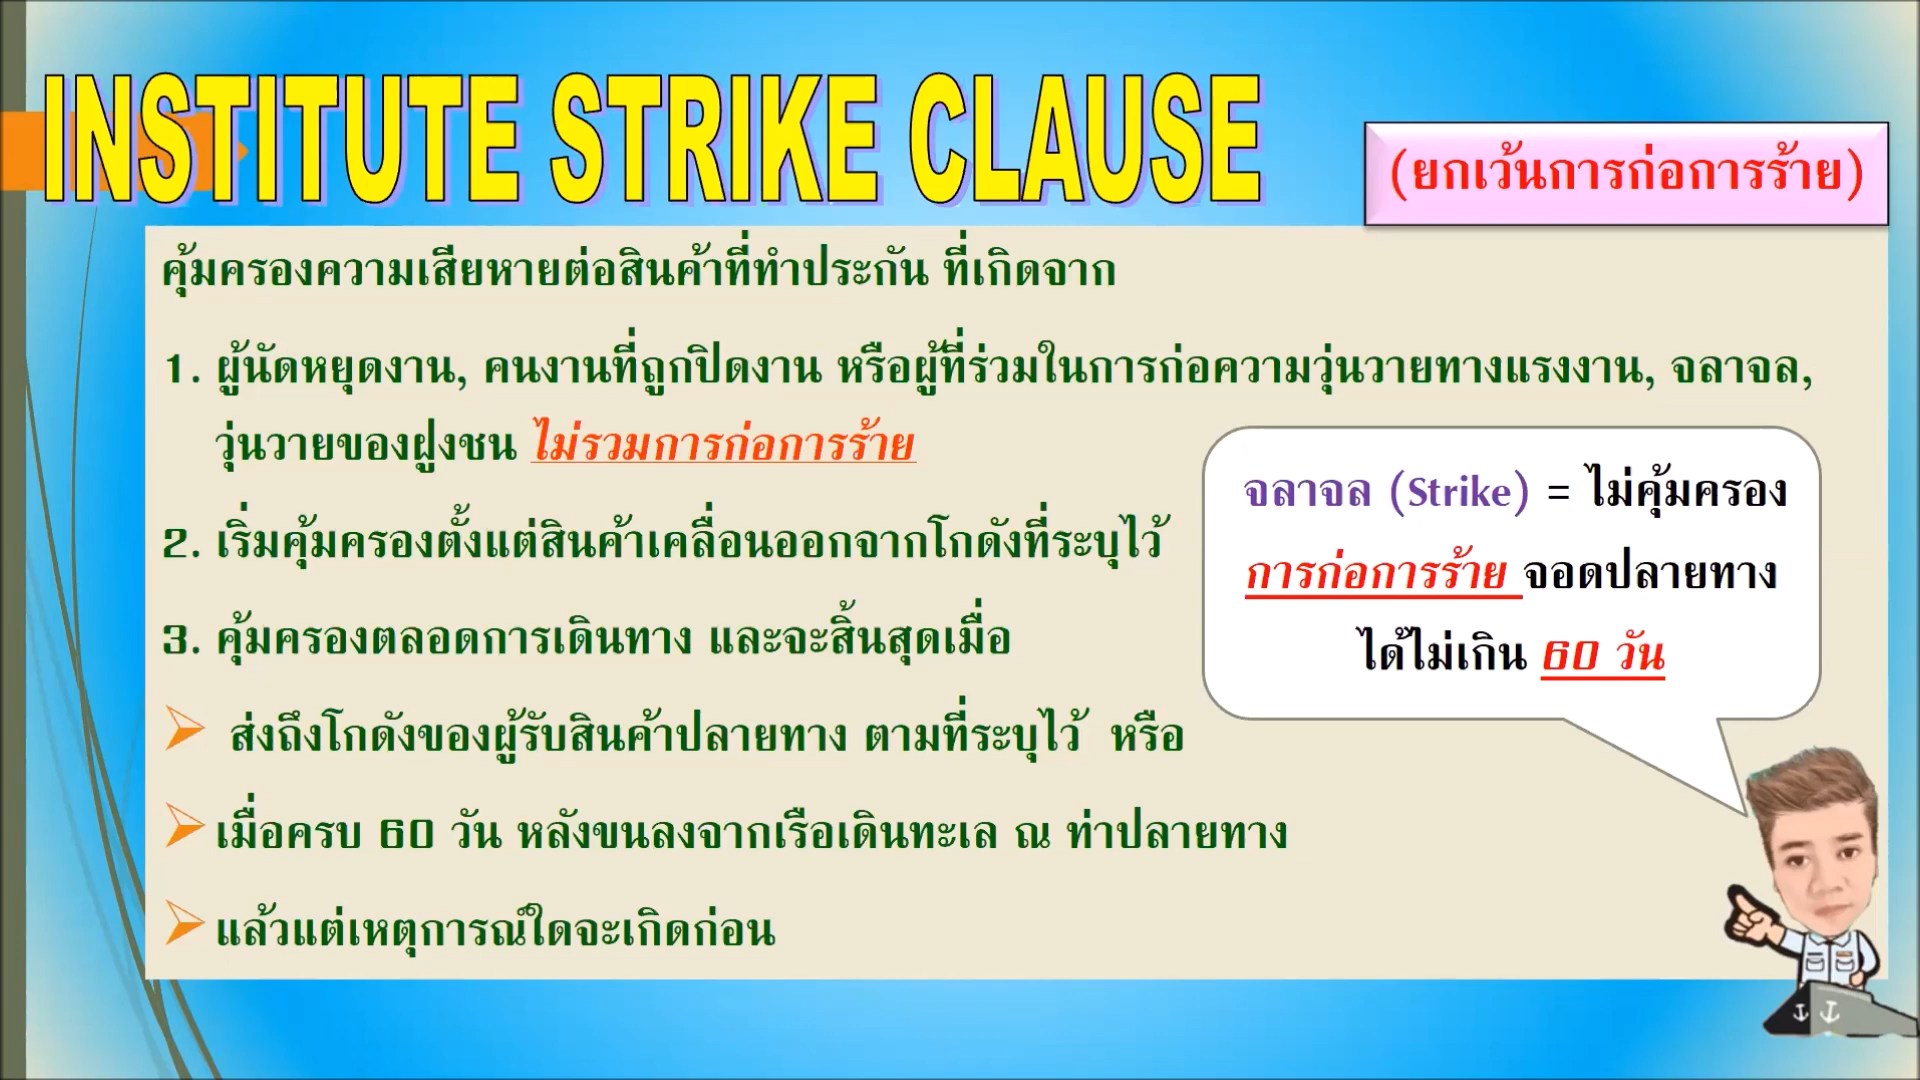 INSTITUTE STRIKE CLAUSE
(ยกเว้นการก่อการร้าย)
คุ้มครองความเสียหายต่อสินค้าที่ทำประกัน ที่เกิดจาก
1. ผู้นัดหยุดงาน, คนงานที่ถูกปิดงาน หรือผู้ที่ร่วมในการก่อความวุ่นวายทางแรงงาน, จลาจล,
วุ่นวายของฝูงชน ไม่รวมการก่อการร้าย
2. เริ่มคุ้มครองตั้งแต่สินค้าเคลื่อนออกจากโกดังที่ระบุไว้
3. คุ้มครองตลอดการเดินทาง และจะสิ้นสุดเมื่อ
ส่งถึงโกดังของผู้รับสินค้าปลายทาง ตามที่ระบุไว้ หรือ
เมื่อครบ 60 วัน หลังขนลงจากเรือเดินทะเล ณ ท่าปลายทาง
แล้วแต่เหตุการณ์ใดจะเกิดก่อน
จลาจล (Strike) = ไม่คุ้มครอง
การก่อการร้าย จอดปลายทาง
ได้ไม่เกิน 60 วัน